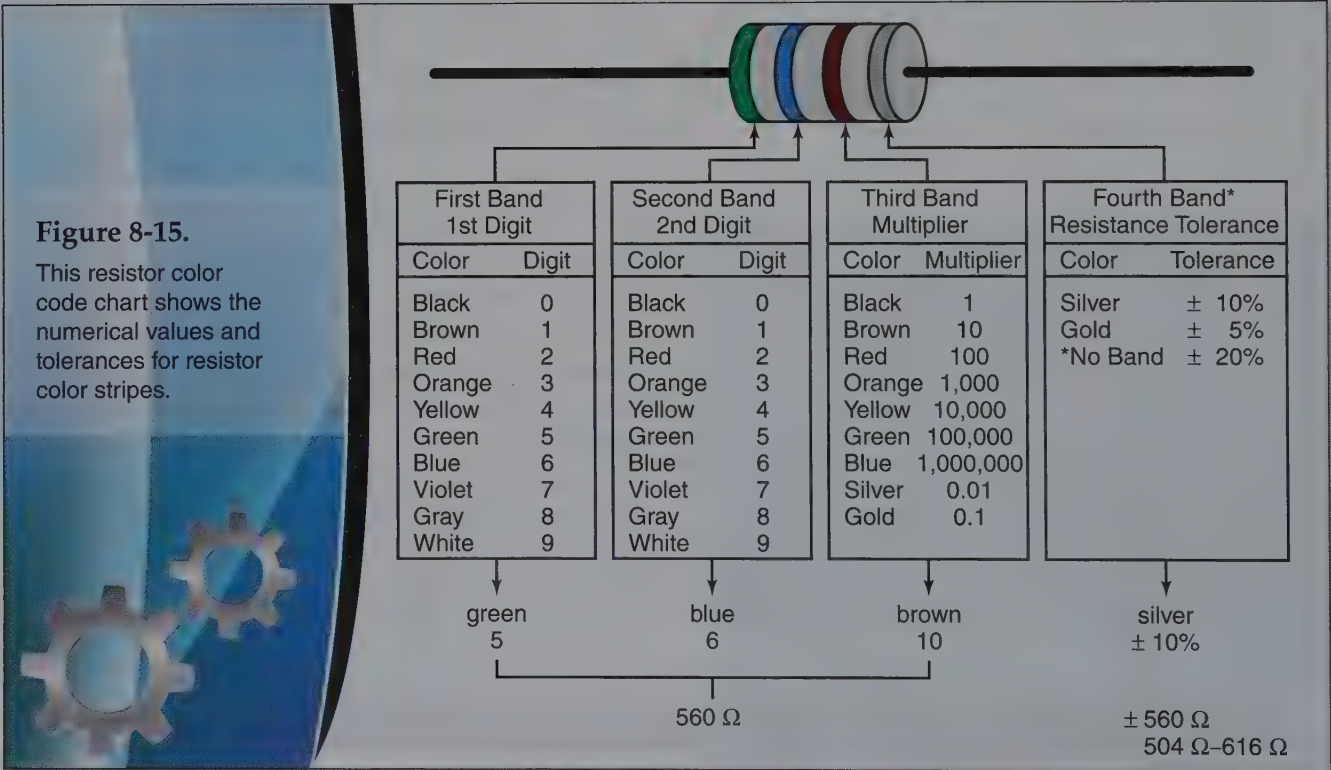 Figure 8-15.
This resistor color
code chart shows the
numerical values and
tolerances for resistor
color stripes.
First Band
1st Digit
Color Digit
Black 0
Brown 1
Red 2
Orange 3
Yellow 4
Green 5
Blue 6
Violet 7
Gray 8
White 9
green
5
Second Band
2nd Digit
Color Digit
Black 0
Brown 1
Red 2
Orange 3
Yellow 4
Green 5
Blue 6
Violet 7
Gray 8
White 9
blue
6
Third Band
Multiplier
Color Multiplier
Black 1
Brown 10
Red 100
Orange 1,000
Yellow 10,000
Green 100,000
Blue 1,000,000
Silver 0.01
Gold 0.1
brown
10
Fourth Band*
Resistance Tolerance
Color Tolerance
Silver ± 10%
Gold ± 5%
*No Band ± 20%
silver
± 10%
560 Ω
± 560 Ω
504 Ω–616 Ω